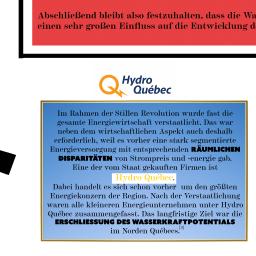 Abschließend bleibt also festzuhalten, dass die Wa
einen sehr großen Einfluss auf die Entwicklung d
Hydro
Québec
Im Rahmen der Stillen Revolution wurde fast die
gesamte Energiewirtschaft verstaatlicht. Das war
neben dem wirtschaftlichen Aspekt auch deshalb
erforderlich, weil es vorher eine stark segmentierte
Energieversorgung mit entsprechenden RÄUMLICHEN
DISPARITÄTEN von Strompreis und -energie gab.
Eine der vom Staat gekauften Firmen ist
Hydro Québec.
Dabei handelt es sich schon vorher um den größten
Energiekonzern der Region. Nach der Verstaatlichung
waren alle kleineren Energieunternehmen unter Hydro
Québec zusammengefasst. Das langfristige Ziel war die
ERSCHLIESSUNG DES WASSERKRAFTPOTENTIALS
im Norden Québecs.